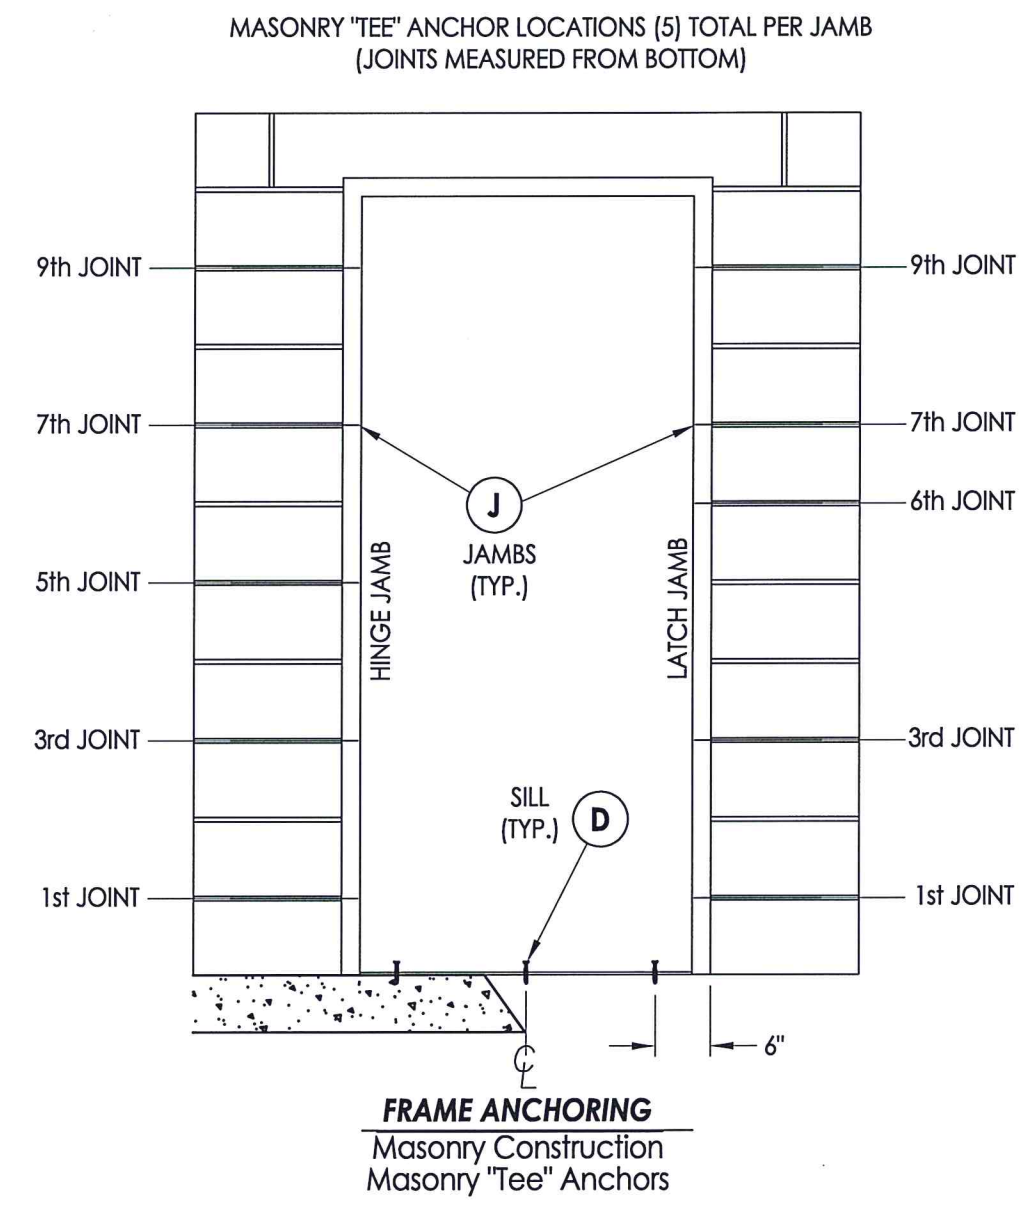 MASONRY "TEE" ANCHOR LOCATIONS (5) TOTAL PER JAMB
(JOINTS MEASURED FROM BOTTOM)
9th JOINT
9th JOINT
7th JOINT
7th JOINT
J
6th JOINT
JAMBS
(TYP.)
HINGE JAMB
LATCH JAMB
5th JOINT
3rd JOINT
3rd JOINT
SILL
(TYP.)
D
1st JOINT
1st JOINT
6"
CL
FRAME ANCHORING
Masonry Construction
Masonry "Tee" Anchors